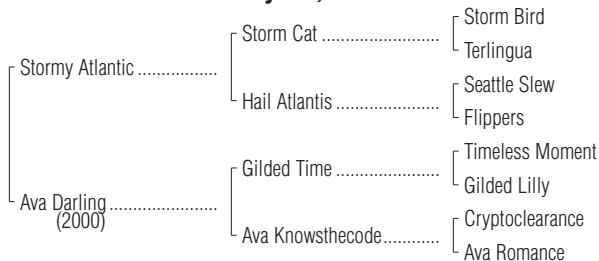 Storm Bird
Storm Cat ........................
Terlingua
Stormy Atlantic ................
Seattle Slew
Hail Atlantis .....................
Flippers
Timeless Moment
Gilded Time .....................
Gilded Lilly
Ava Darling ......................
(2000)
Cryptoclearance
Ava Knowsthecode ...........
Ava Romance